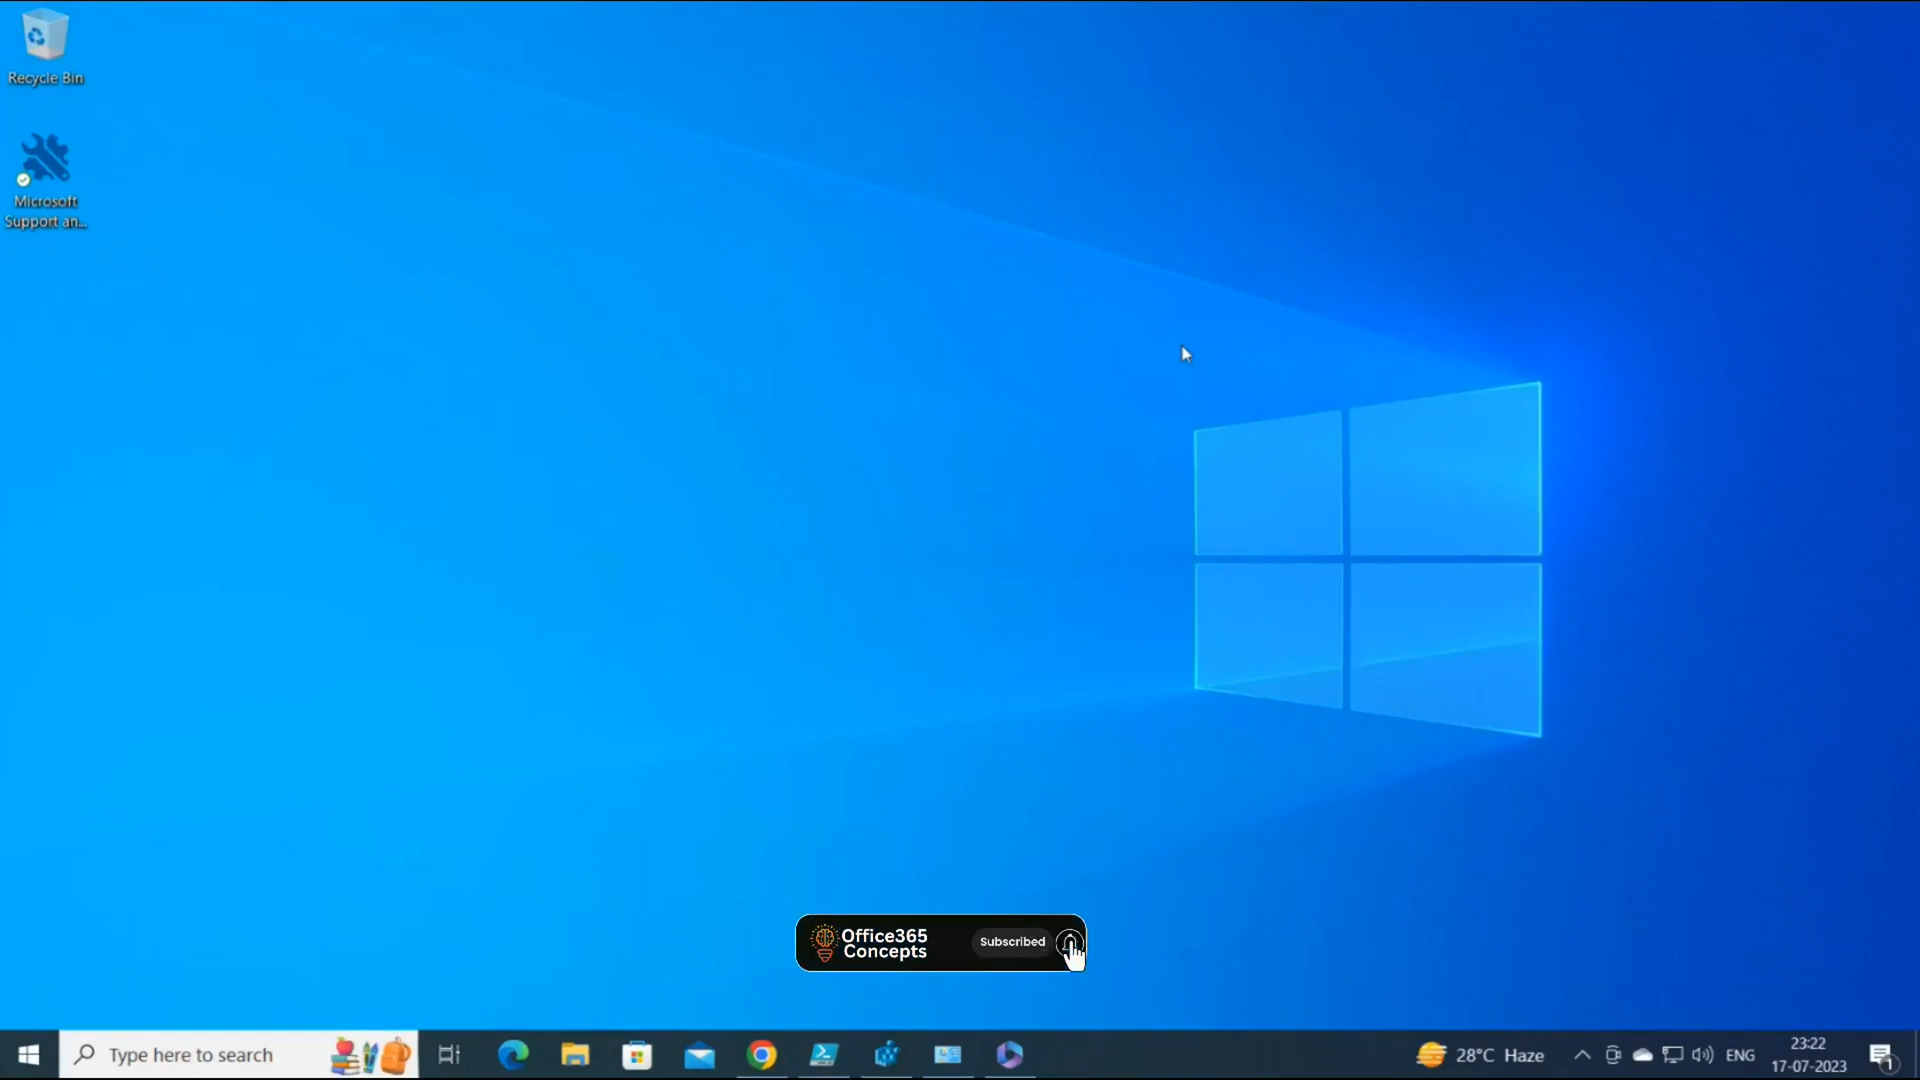 Recycle Bin
Microsoft
Support an...
Office365
Concepts
Subscribed
Type here to search
28°C Haze
ENG
23:22
17-07-2023
1